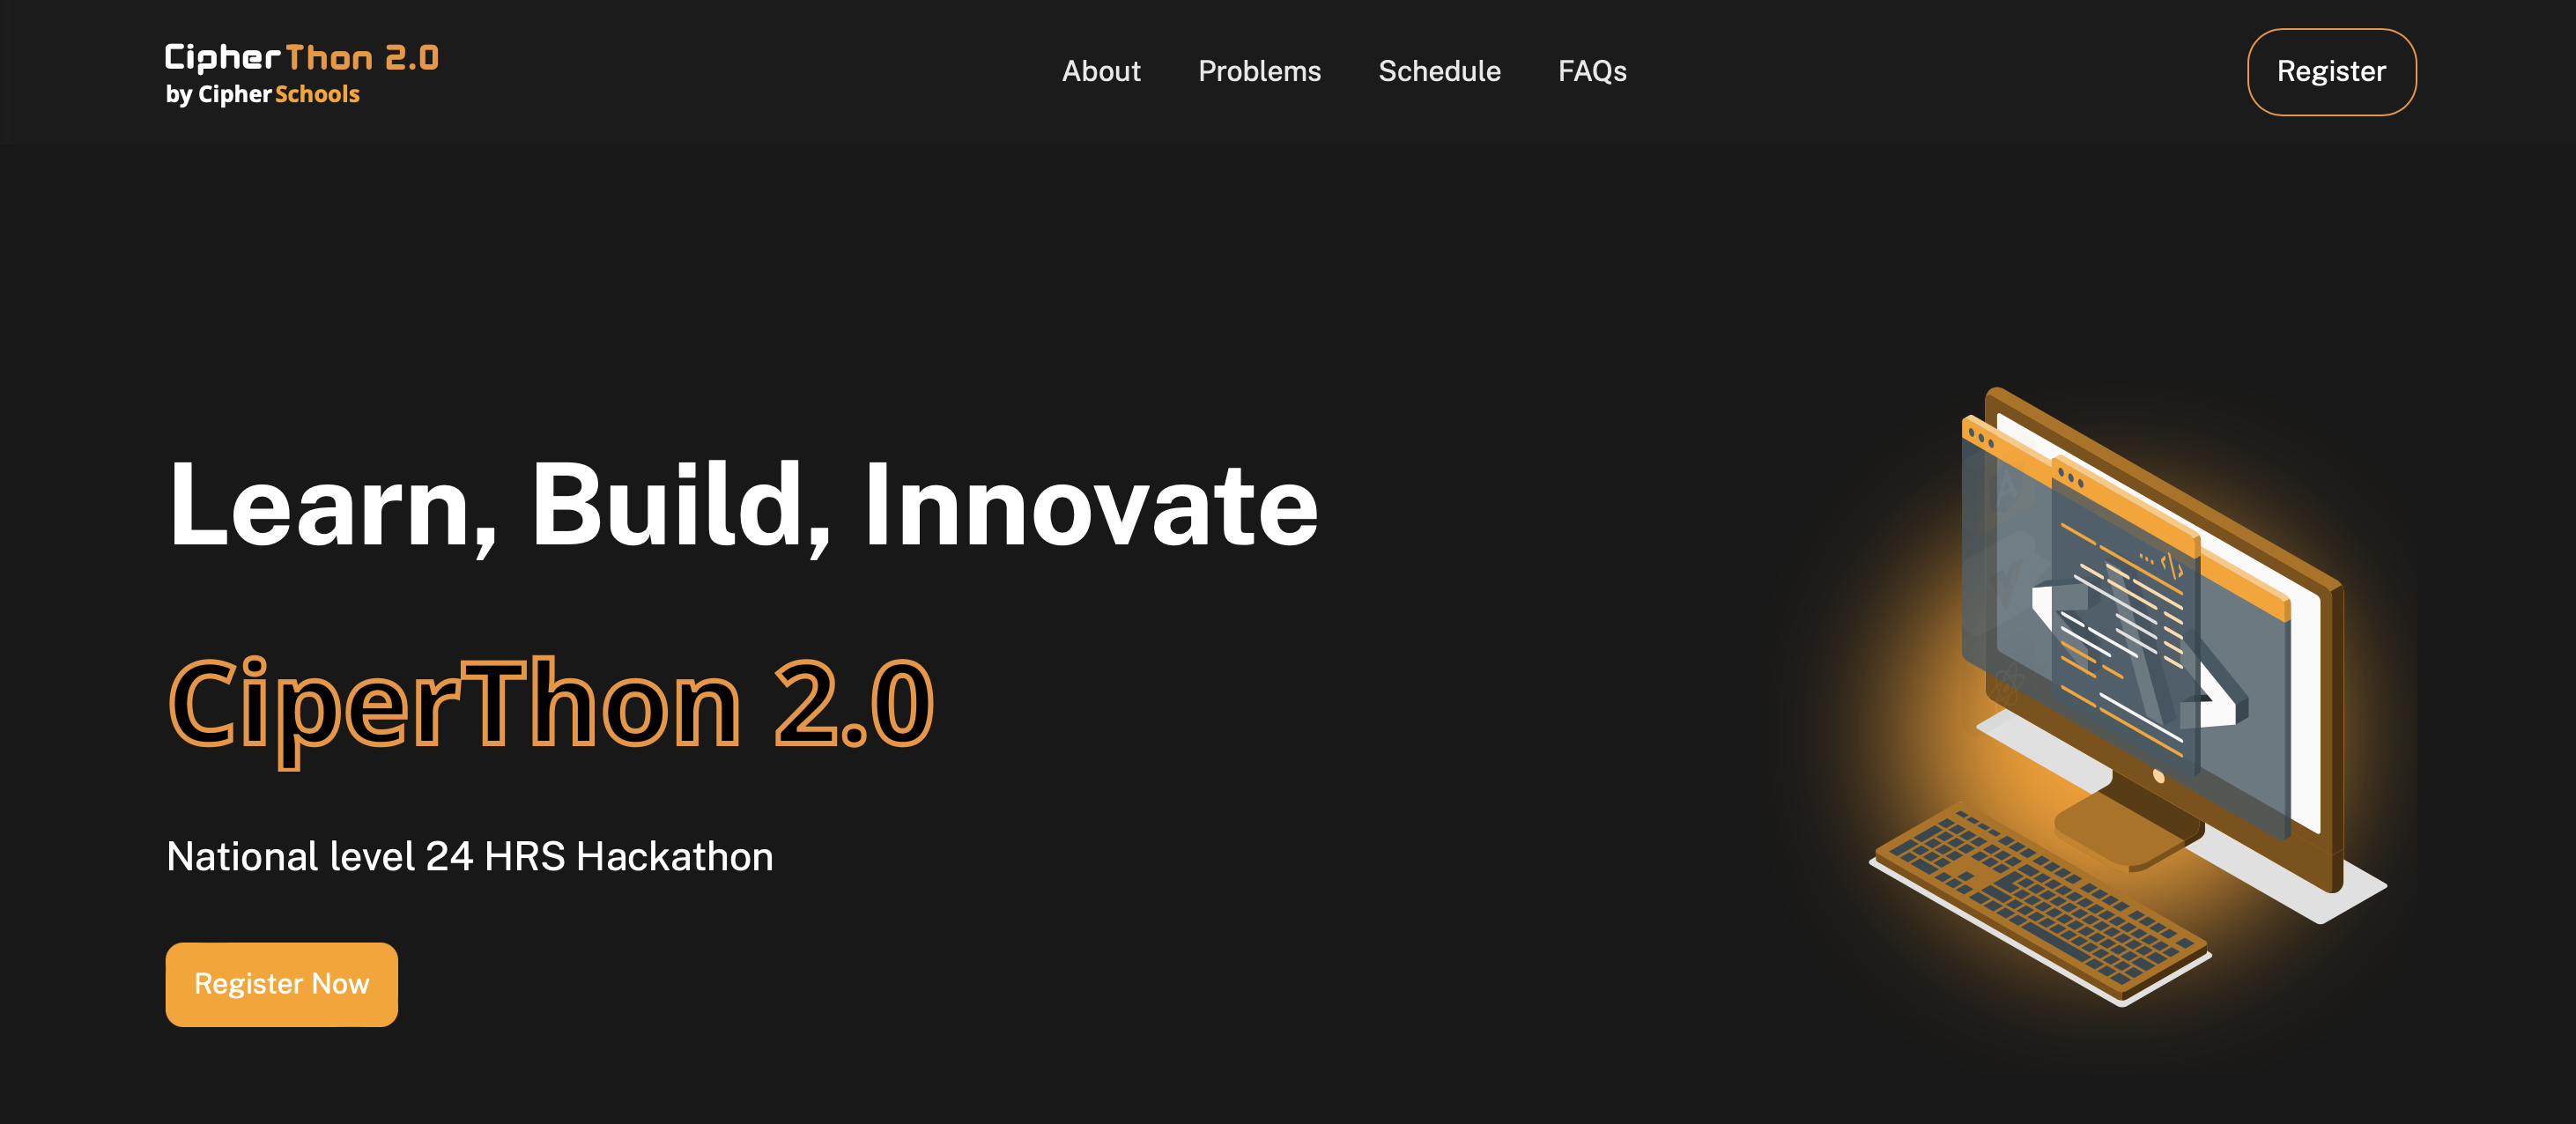 CipherThon 2.0
by CipherSchools
About
Problems
Schedule
FAQs
Register
Learn, Build, Innovate
CiperThon 2.0
National level 24 HRS Hackathon
Register Now